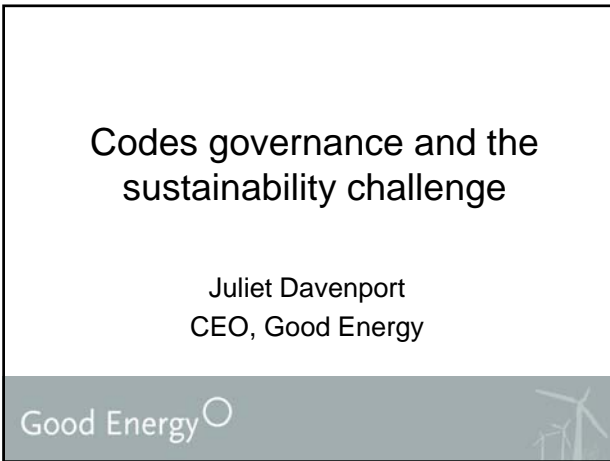 Codes governance and the
sustainability challenge
Juliet Davenport
CEO, Good Energy
Good Energy